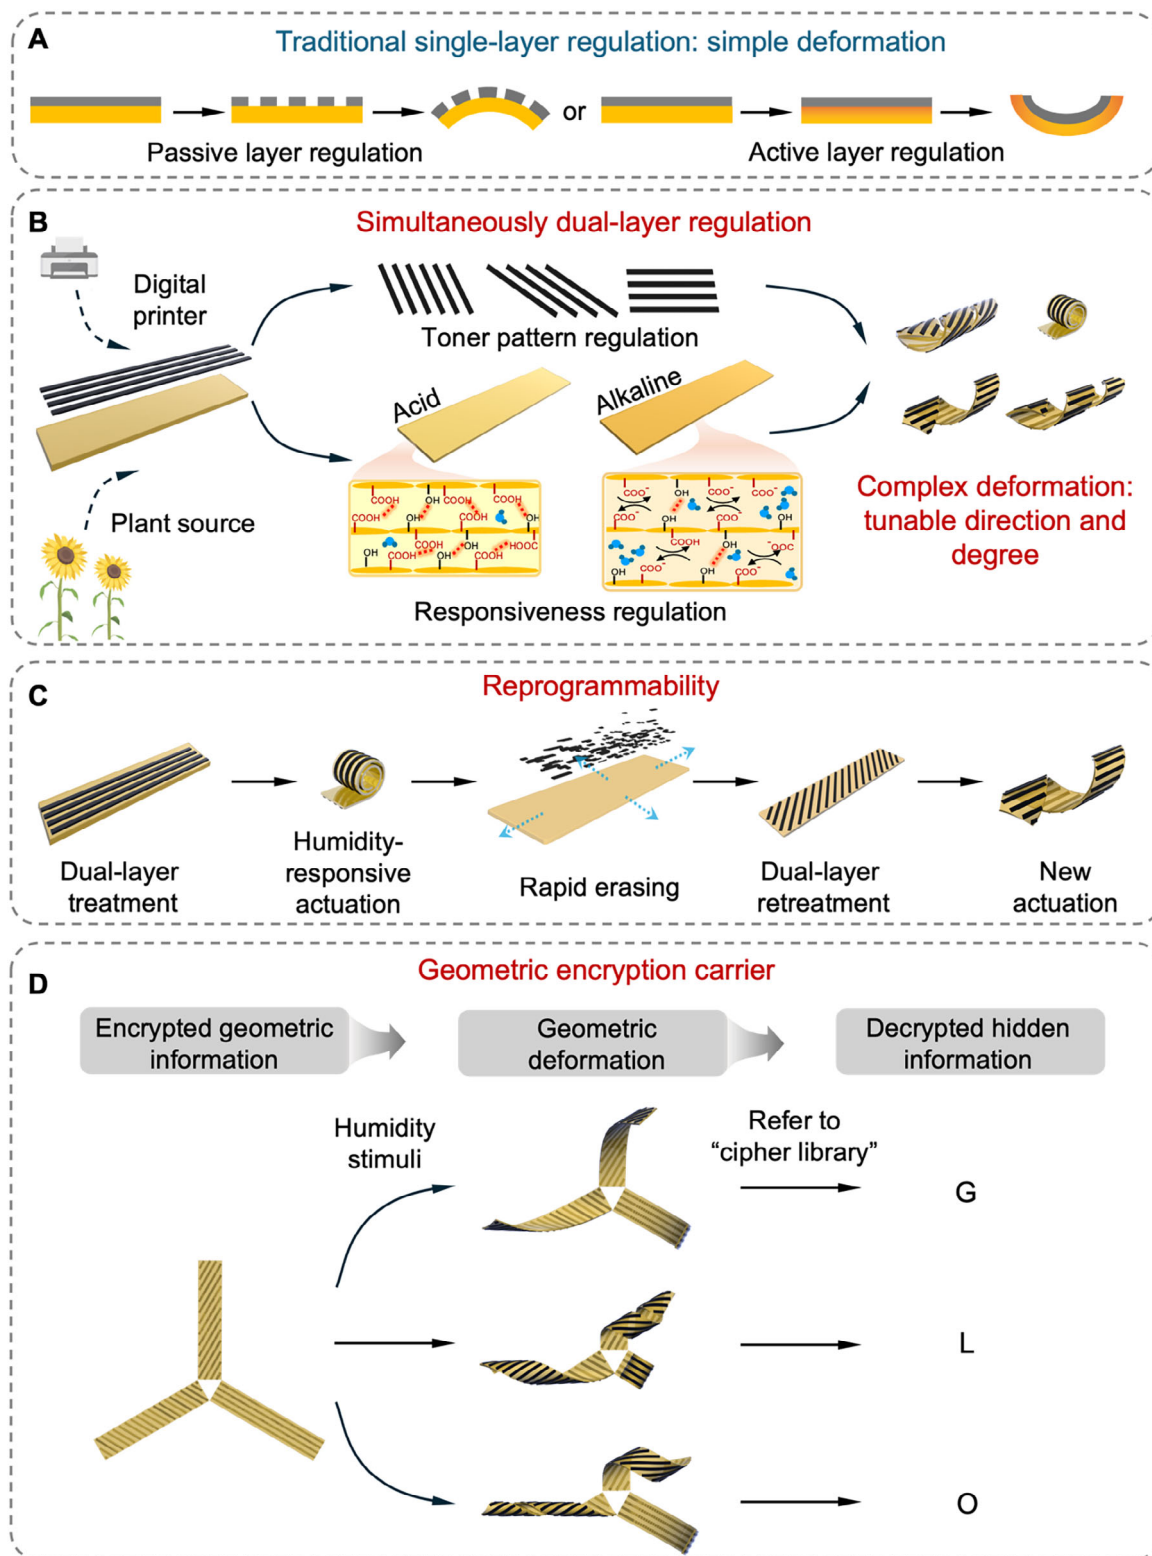 A
Traditional single-layer regulation: simple deformation
or
Passive layer regulation
Active layer regulation
B
Simultaneously dual-layer regulation
Digital
printer
Toner pattern regulation
Acid
Alkaline
Plant source
COOH
OH
COOH
COOH
COOH
OH
COOH
OH
OH
COOH
COOH
OH
OH
COOH
HOOC
COO⁻
OH
COO⁻
COO⁻
COO⁻
COO⁻
OH
COOH
OH
⁻OOC
OH
COO⁻
OH
COO⁻
Responsiveness regulation
Complex deformation:
tunable direction and
degree
C
Reprogrammability
Dual-layer
treatment
Humidity-
responsive
actuation
Rapid erasing
Dual-layer
retreatment
New
actuation
D
Geometric encryption carrier
Encrypted geometric
information
Geometric
deformation
Decrypted hidden
information
Humidity
stimuli
Refer to
“cipher library”
G
L
O